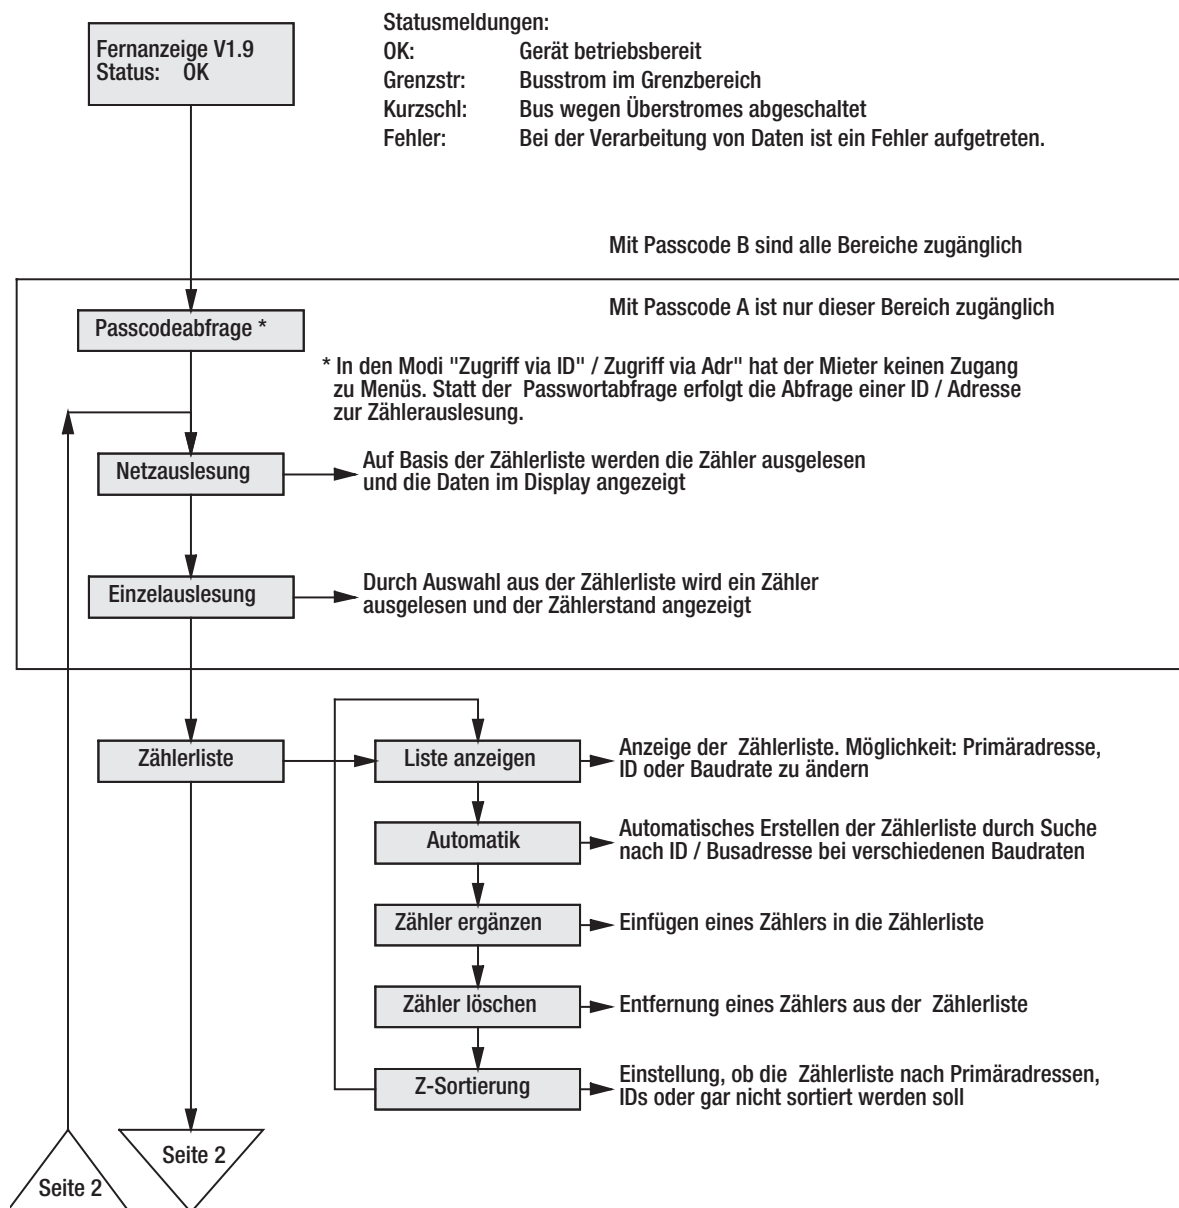 Fernanzeige V1.9
Status: OK
Statusmeldungen:
OK: Gerät betriebsbereit
Grenzstr: Busstrom im Grenzbereich
Kurzschl: Bus wegen Überstromes abgeschaltet
Fehler: Bei der Verarbeitung von Daten ist ein Fehler aufgetreten.
Mit Passcode B sind alle Bereiche zugänglich
Mit Passcode A ist nur dieser Bereich zugänglich
Passcodeabfrage *
* In den Modi "Zugriff via ID" / Zugriff via Adr" hat der Mieter keinen Zugang
zu Menüs. Statt der Passwortabfrage erfolgt die Abfrage einer ID / Adresse
zur Zählerauslesung.
Netzauslesung
Auf Basis der Zählerliste werden die Zähler ausgelesen
und die Daten im Display angezeigt
Einzelauslesung
Durch Auswahl aus der Zählerliste wird ein Zähler
ausgelesen und der Zählerstand angezeigt
Zählerliste
Liste anzeigen
Anzeige der Zählerliste. Möglichkeit: Primäradresse,
ID oder Baudrate zu ändern
Automatik
Automatisches Erstellen der Zählerliste durch Suche
nach ID / Busadresse bei verschiedenen Baudraten
Zähler ergänzen
Einfügen eines Zählers in die Zählerliste
Zähler löschen
Entfernung eines Zählers aus der Zählerliste
Z-Sortierung
Einstellung, ob die Zählerliste nach Primäradressen,
IDs oder gar nicht sortiert werden soll
Seite 2
Seite 2